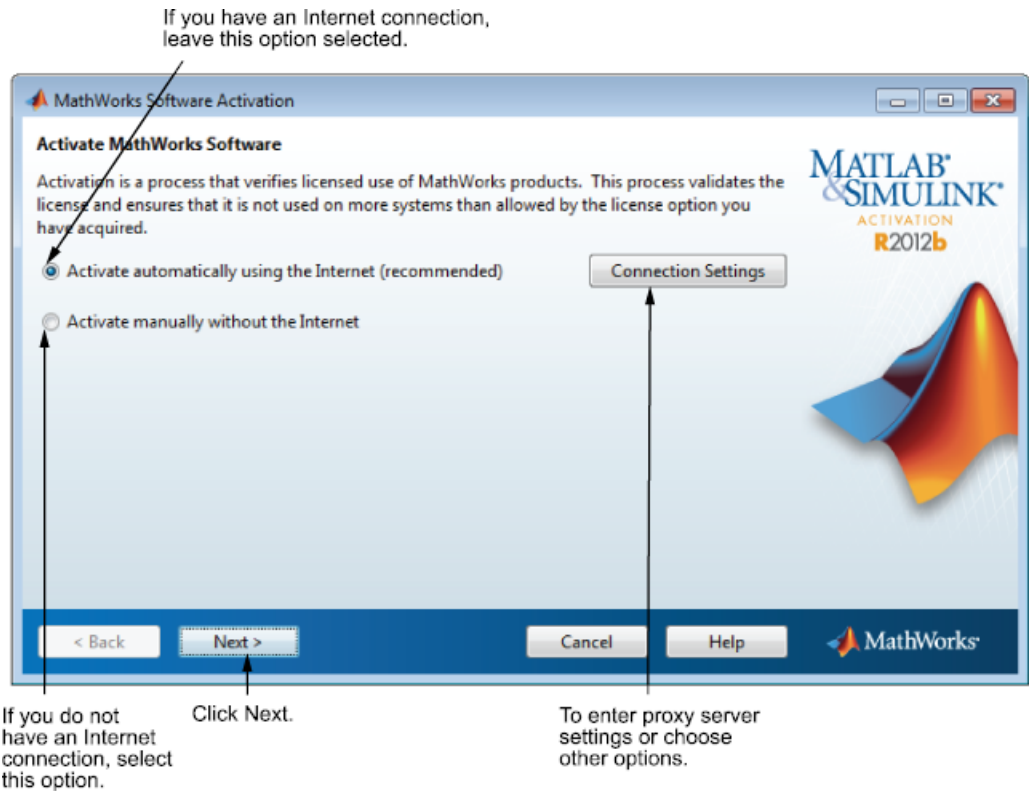 If you have an Internet connection,
leave this option selected.
MathWorks Software Activation
Activate MathWorks Software
Activation is a process that verifies licensed use of MathWorks products. This process validates the
license and ensures that it is not used on more systems than allowed by the license option you
have acquired.
MATLAB®
&SIMULINK®
ACTIVATION
R2012b
Activate automatically using the Internet (recommended)
Connection Settings
Activate manually without the Internet
< Back
Next >
Cancel
Help
MathWorks®
If you do not
have an Internet
connection, select
this option.
Click Next.
To enter proxy server
settings or choose
other options.